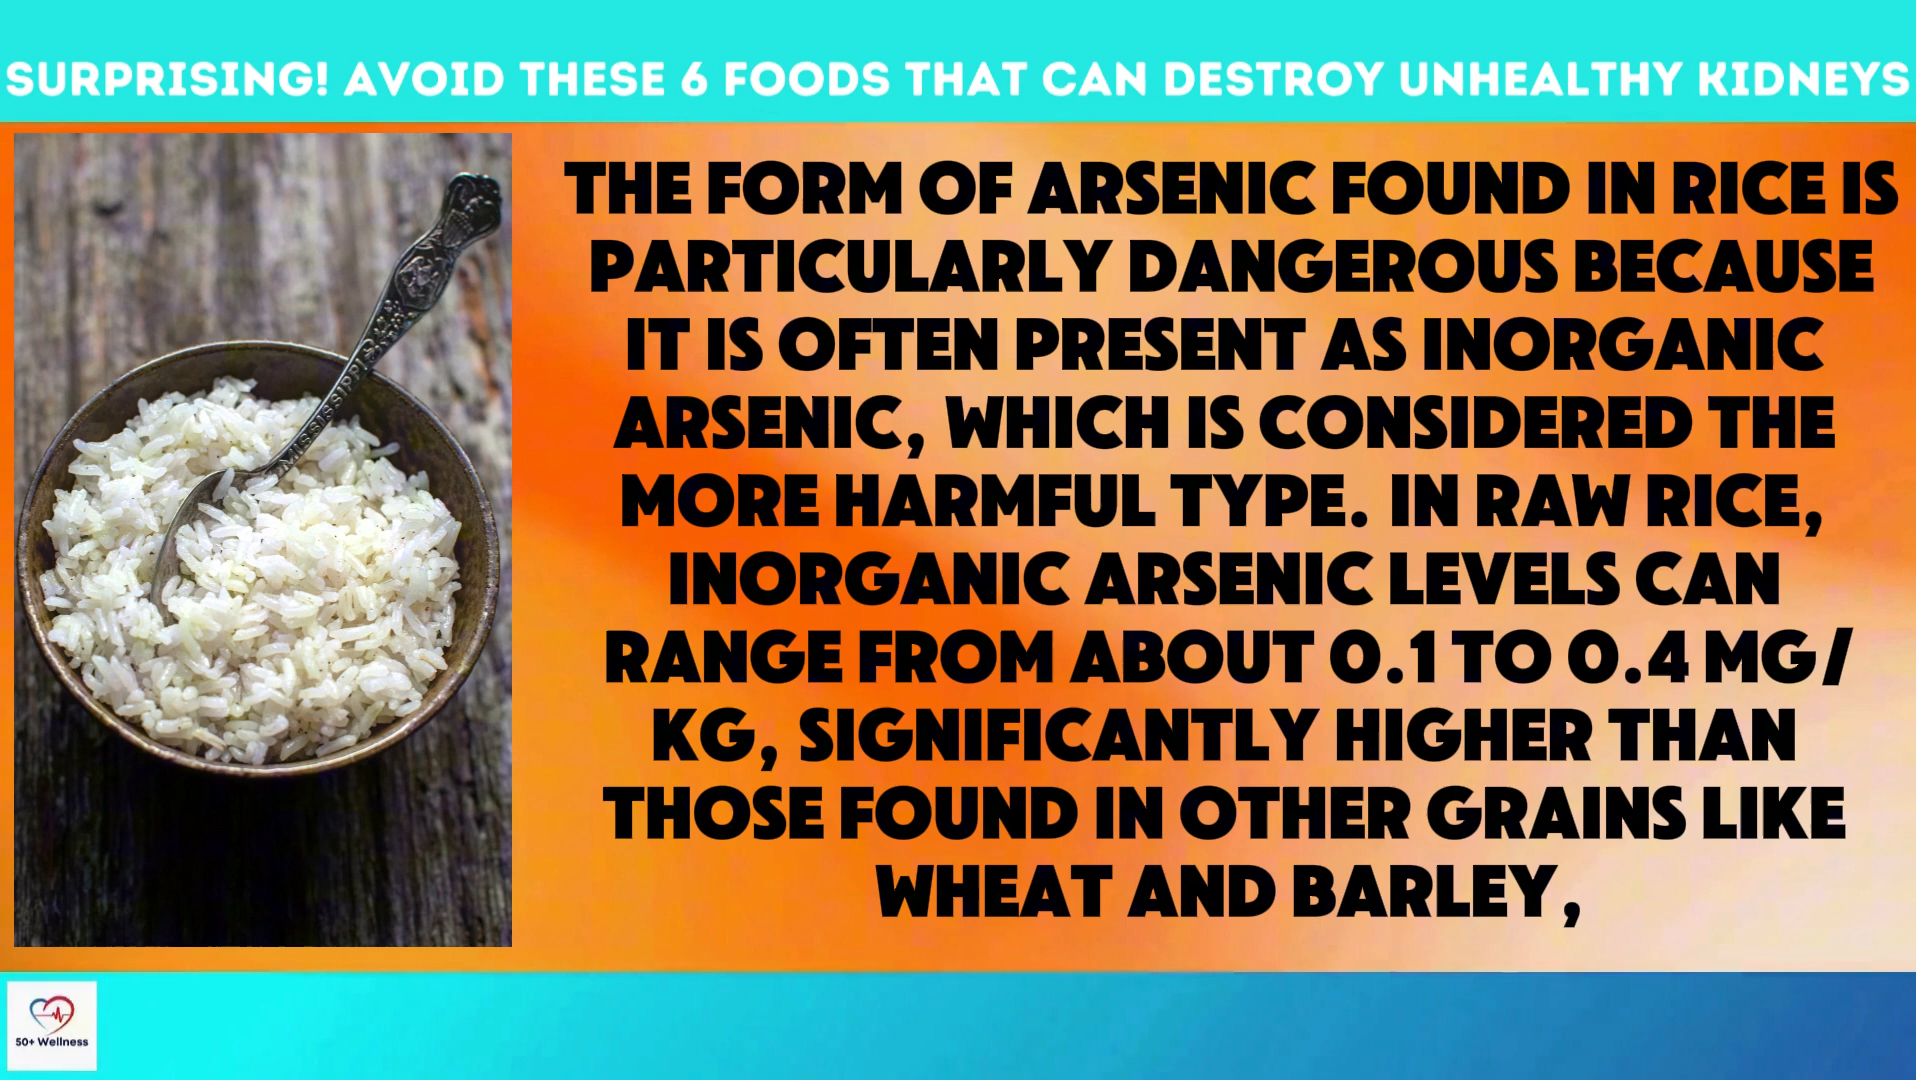 SURPRISING! AVOID THESE 6 FOODS THAT CAN DESTROY UNHEALTHY KIDNEYS
THE FORM OF ARSENIC FOUND IN RICE IS
PARTICULARLY DANGEROUS BECAUSE
IT IS OFTEN PRESENT AS INORGANIC
ARSENIC, WHICH IS CONSIDERED THE
MORE HARMFUL TYPE. IN RAW RICE,
INORGANIC ARSENIC LEVELS CAN
RANGE FROM ABOUT 0.1 TO 0.4 MG/
KG, SIGNIFICANTLY HIGHER THAN
THOSE FOUND IN OTHER GRAINS LIKE
WHEAT AND BARLEY,
MISSISSIPPI
50+ Wellness